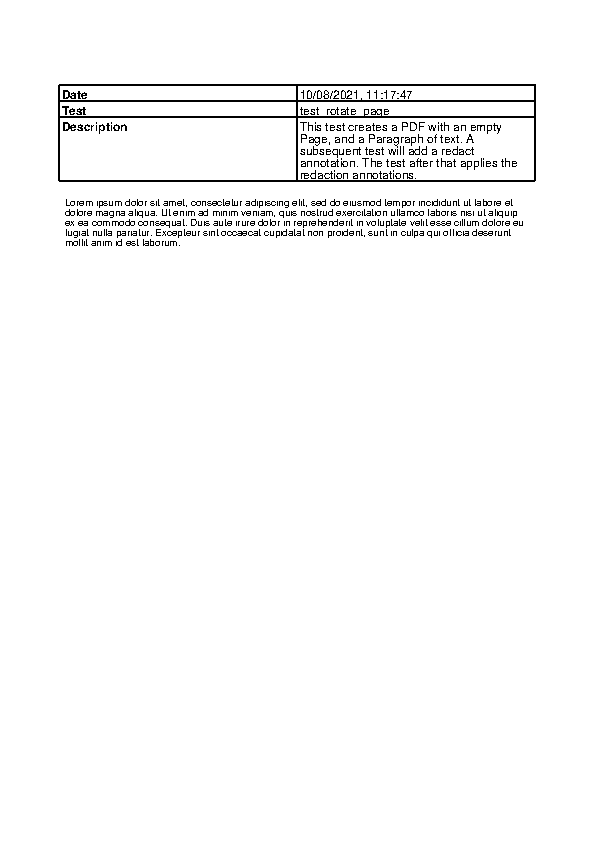 Date 10/08/2021, 11:17:47
Test test_rotate_page
Description This test creates a PDF with an empty
Page, and a Paragraph of text. A
subsequent test will add a redact
annotation. The test after that applies the
redaction annotations.
Lorem ipsum dolor sit amet, consectetur adipiscing elit, sed do eiusmod tempor incididunt ut labore et
dolore magna aliqua. Ut enim ad minim veniam, quis nostrud exercitation ullamco laboris nisi ut aliquip
ex ea commodo consequat. Duis aute irure dolor in reprehenderit in voluptate velit esse cillum dolore eu
fugiat nulla pariatur. Excepteur sint occaecat cupidatat non proident, sunt in culpa qui officia deserunt
mollit anim id est laborum.